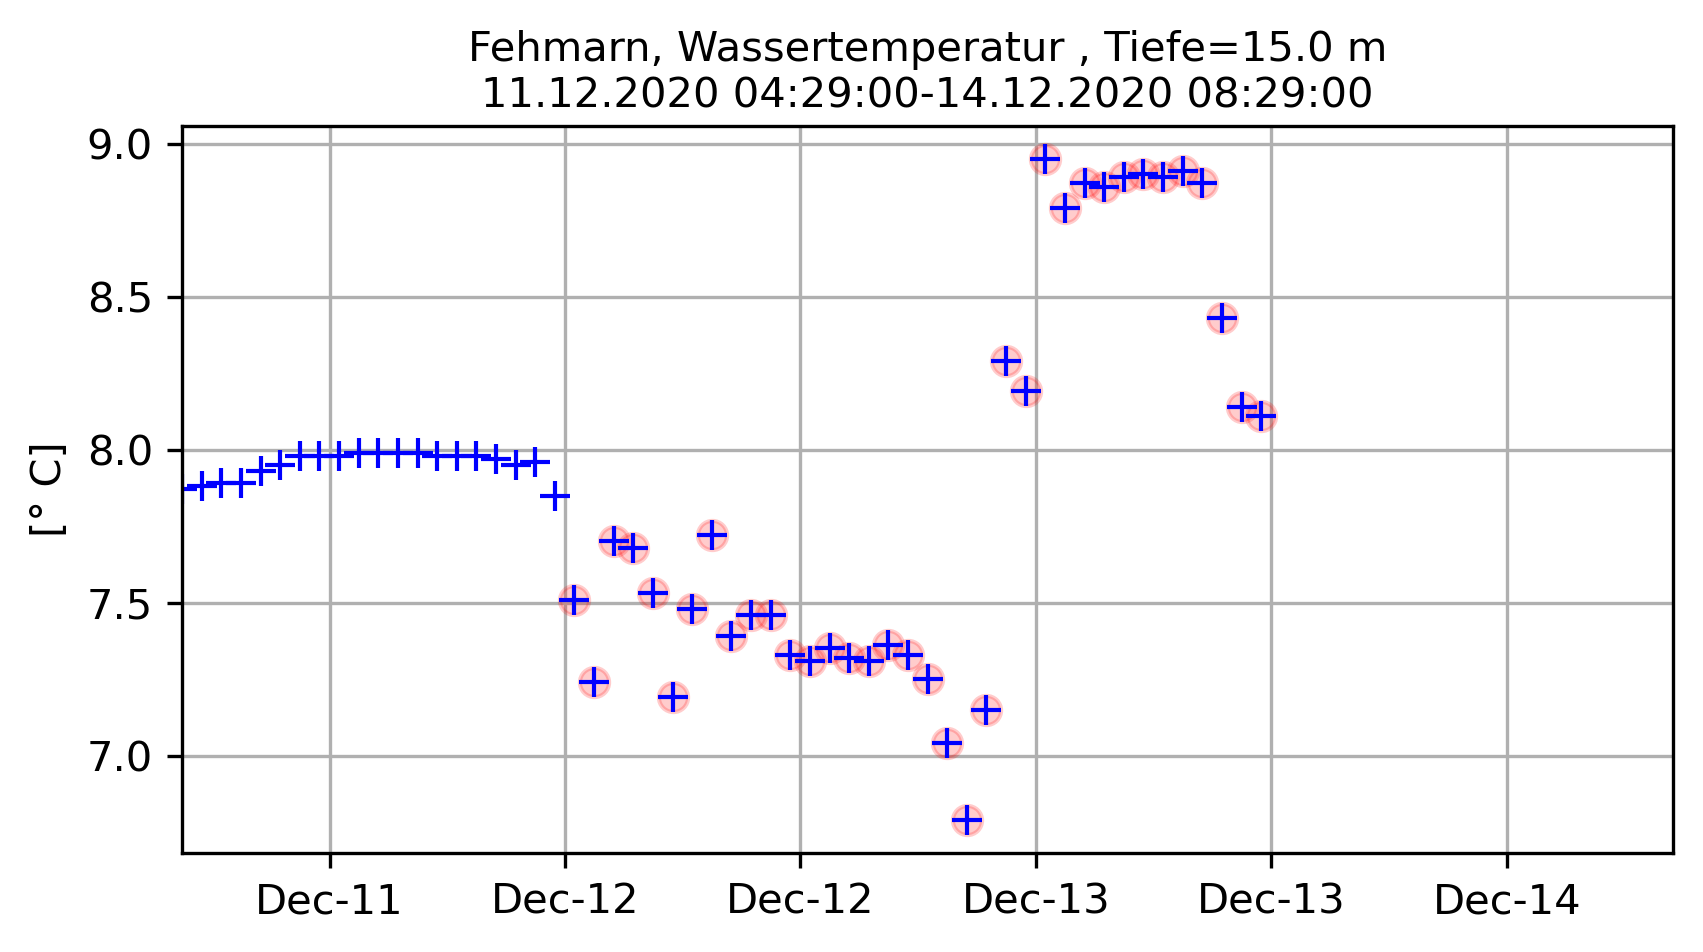 Fehmarn, Wassertemperatur , Tiefe=15.0 m
11.12.2020 04:29:00-14.12.2020 08:29:00
9.0
8.5
8.0
7.5
7.0
[° C]
Dec-11 Dec-12 Dec-12 Dec-13 Dec-13 Dec-14